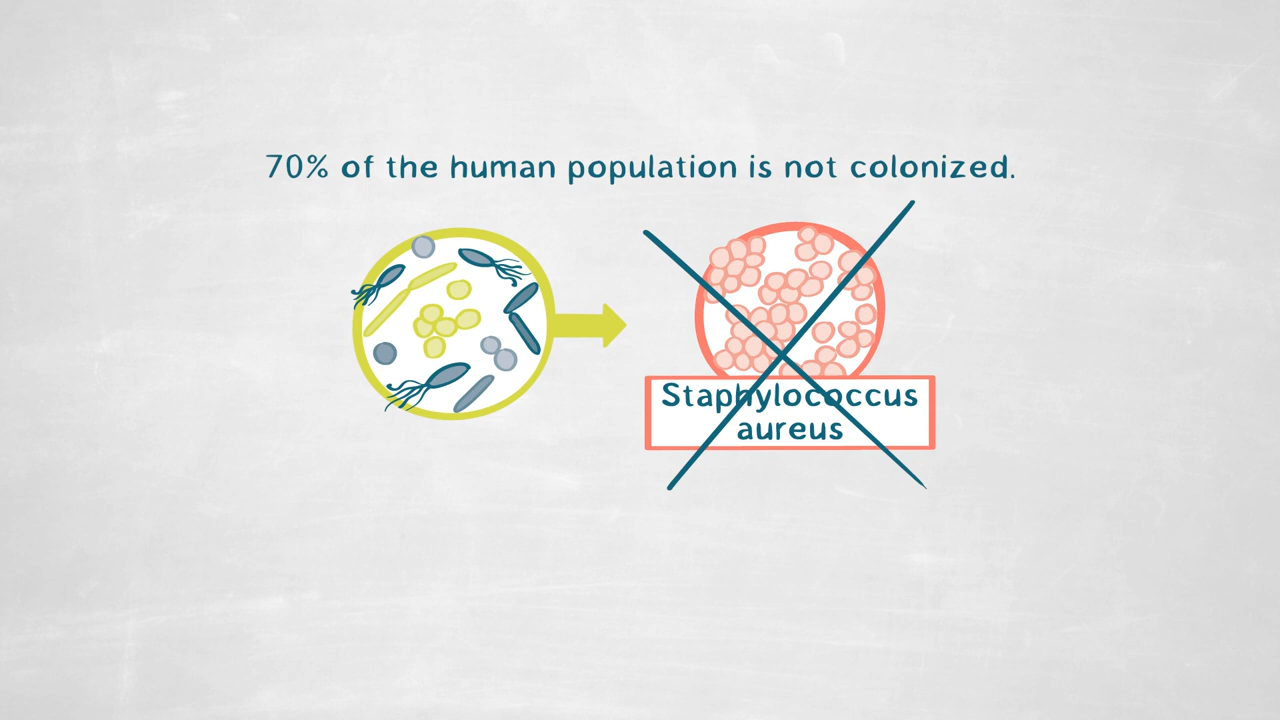 70% of the human population is not colonized.
Staphylococcus
aureus